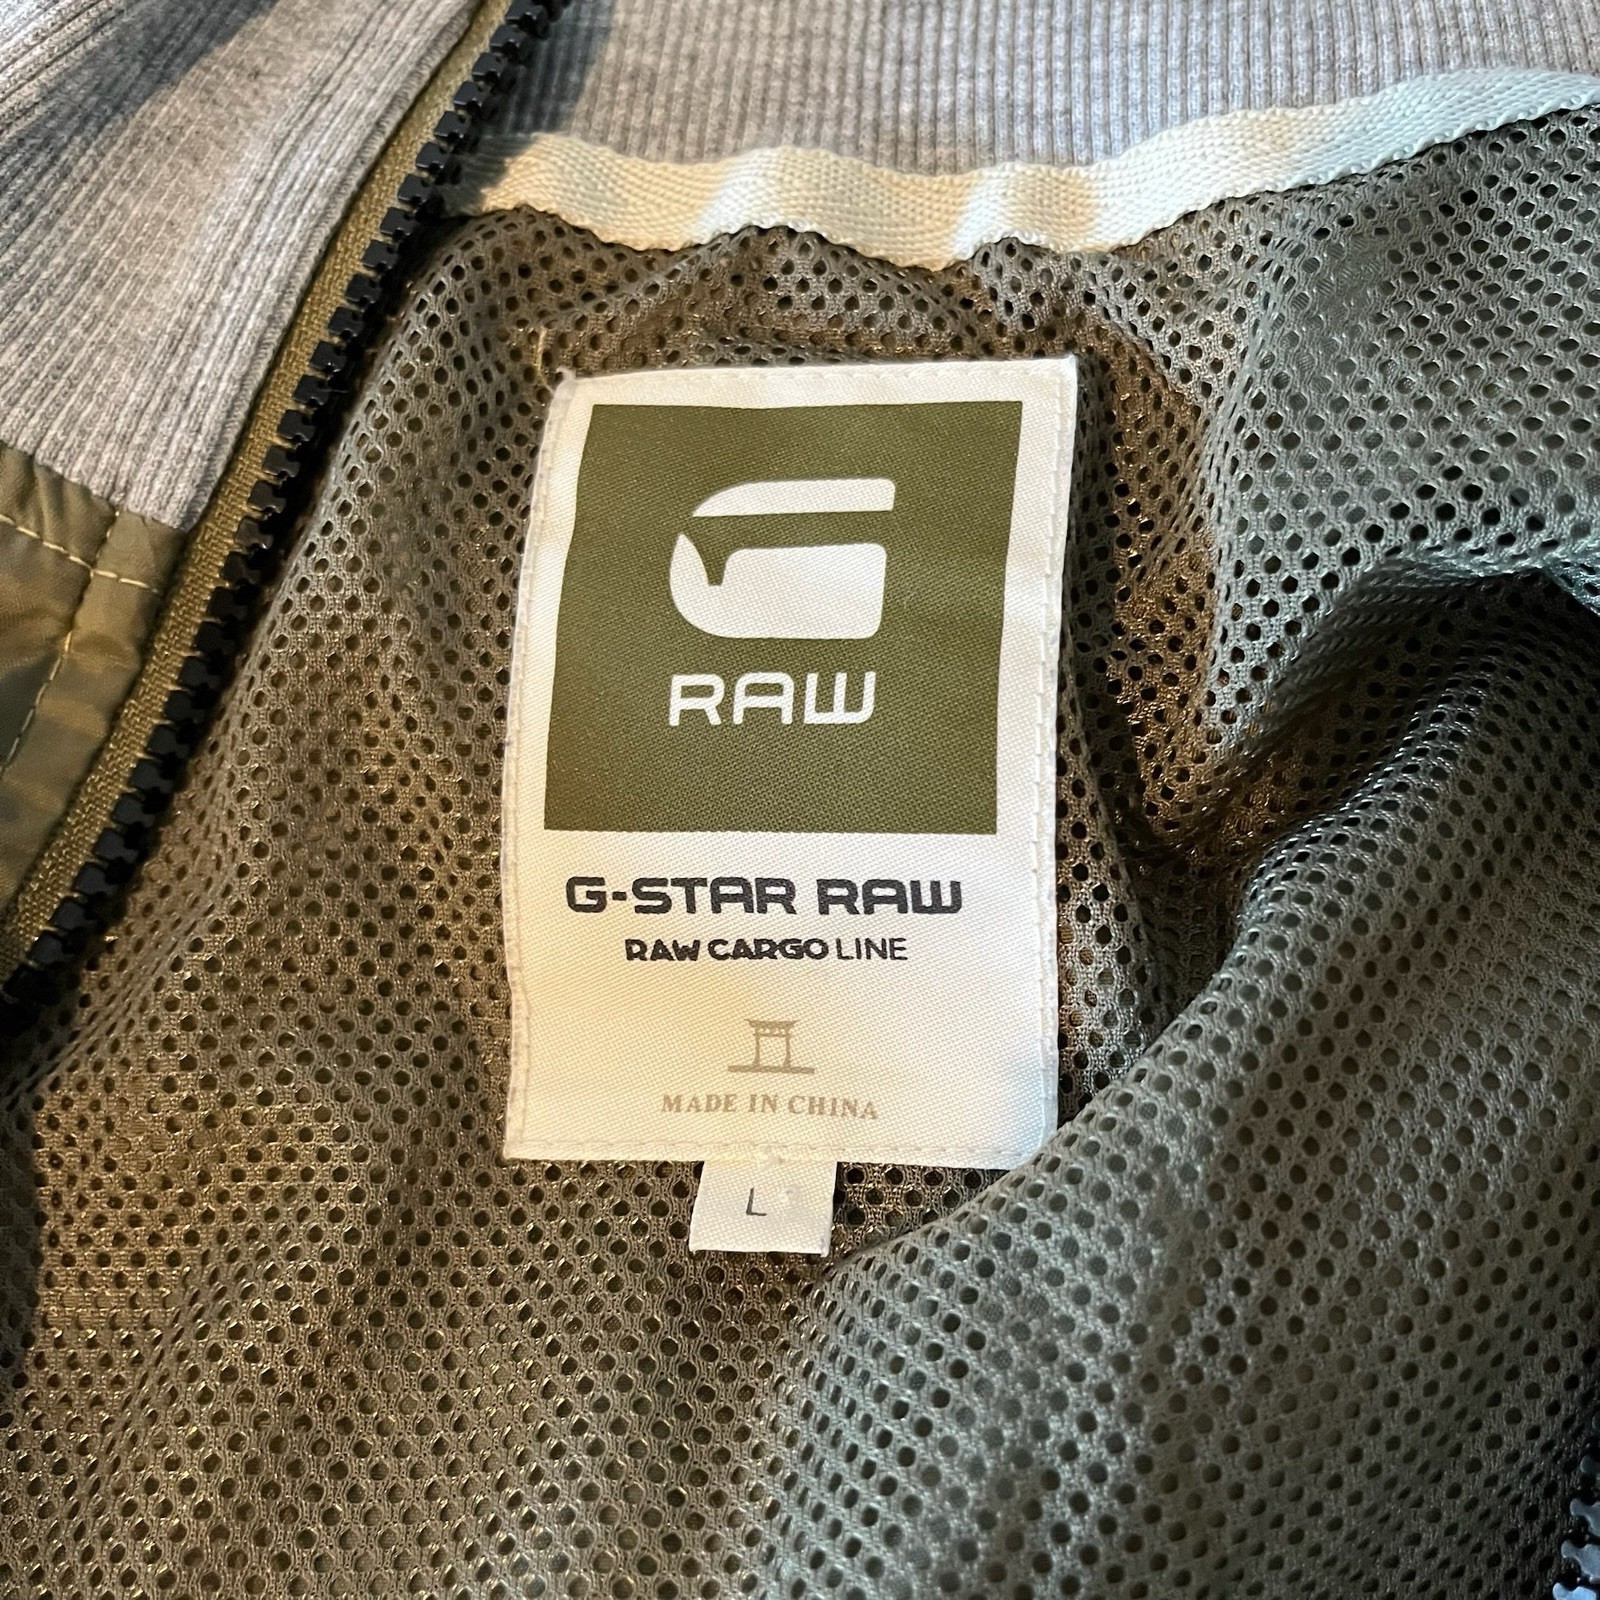 G
RAW
G-STAR RAW
RAW CARGO LINE
MADE IN CHINA
L